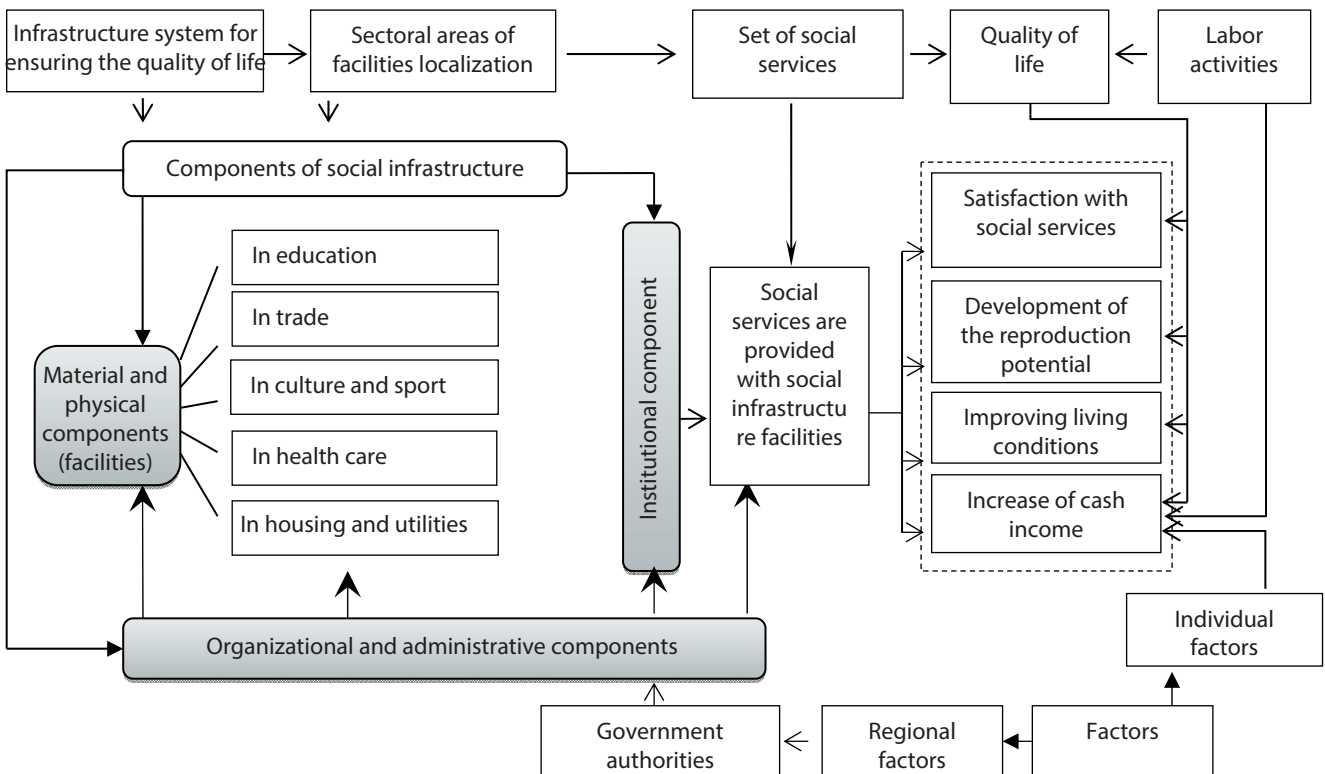 Infrastructure system for
ensuring the quality of life
Sectoral areas of
facilities localization
Set of social
services
Quality of
life
Labor
activities
Components of social infrastructure
In education
In trade
In culture and sport
In health care
In housing and utilities
Material and
physical
components
(facilities)
Institutional component
Social
services are
provided
with social
infrastructu
re facilities
Satisfaction with
social services
Development of
the reproduction
potential
Improving living
conditions
Increase of cash
income
Organizational and administrative components
Individual
factors
Government
authorities
Regional
factors
Factors